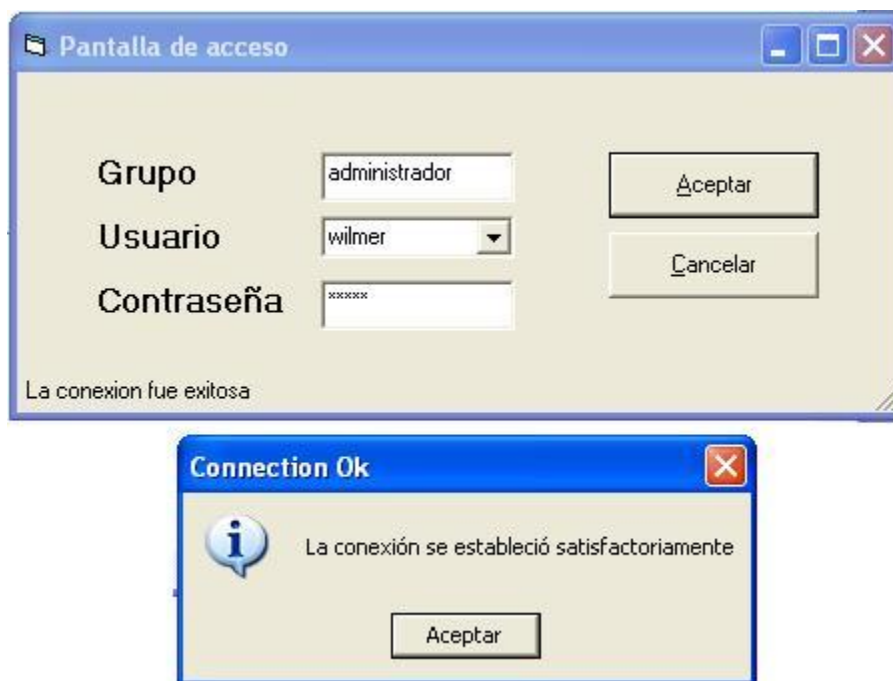 Pantalla de acceso
Grupo
administrador
Aceptar
Usuario
wilmer
Cancelar
Contraseña
xxxxx
La conexion fue exitosa
Connection Ok
La conexión se estableció satisfactoriamente
Aceptar